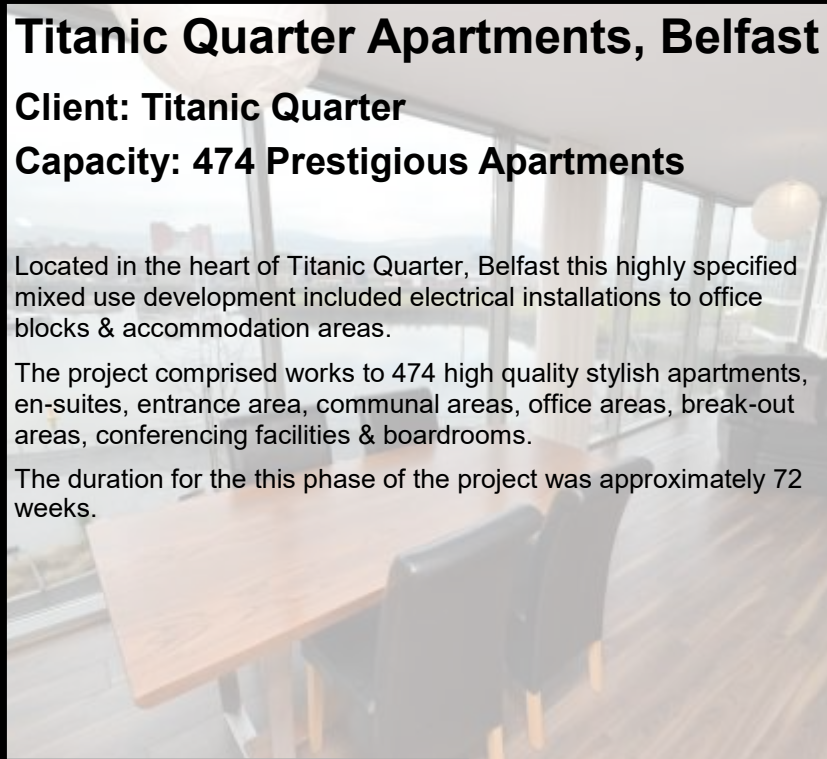 Titanic Quarter Apartments, Belfast
Client: Titanic Quarter
Capacity: 474 Prestigious Apartments
Located in the heart of Titanic Quarter, Belfast this highly specified
mixed use development included electrical installations to office
blocks & accommodation areas.
The project comprised works to 474 high quality stylish apartments,
en-suites, entrance area, communal areas, office areas, break-out
areas, conferencing facilities & boardrooms.
The duration for the this phase of the project was approximately 72
weeks.